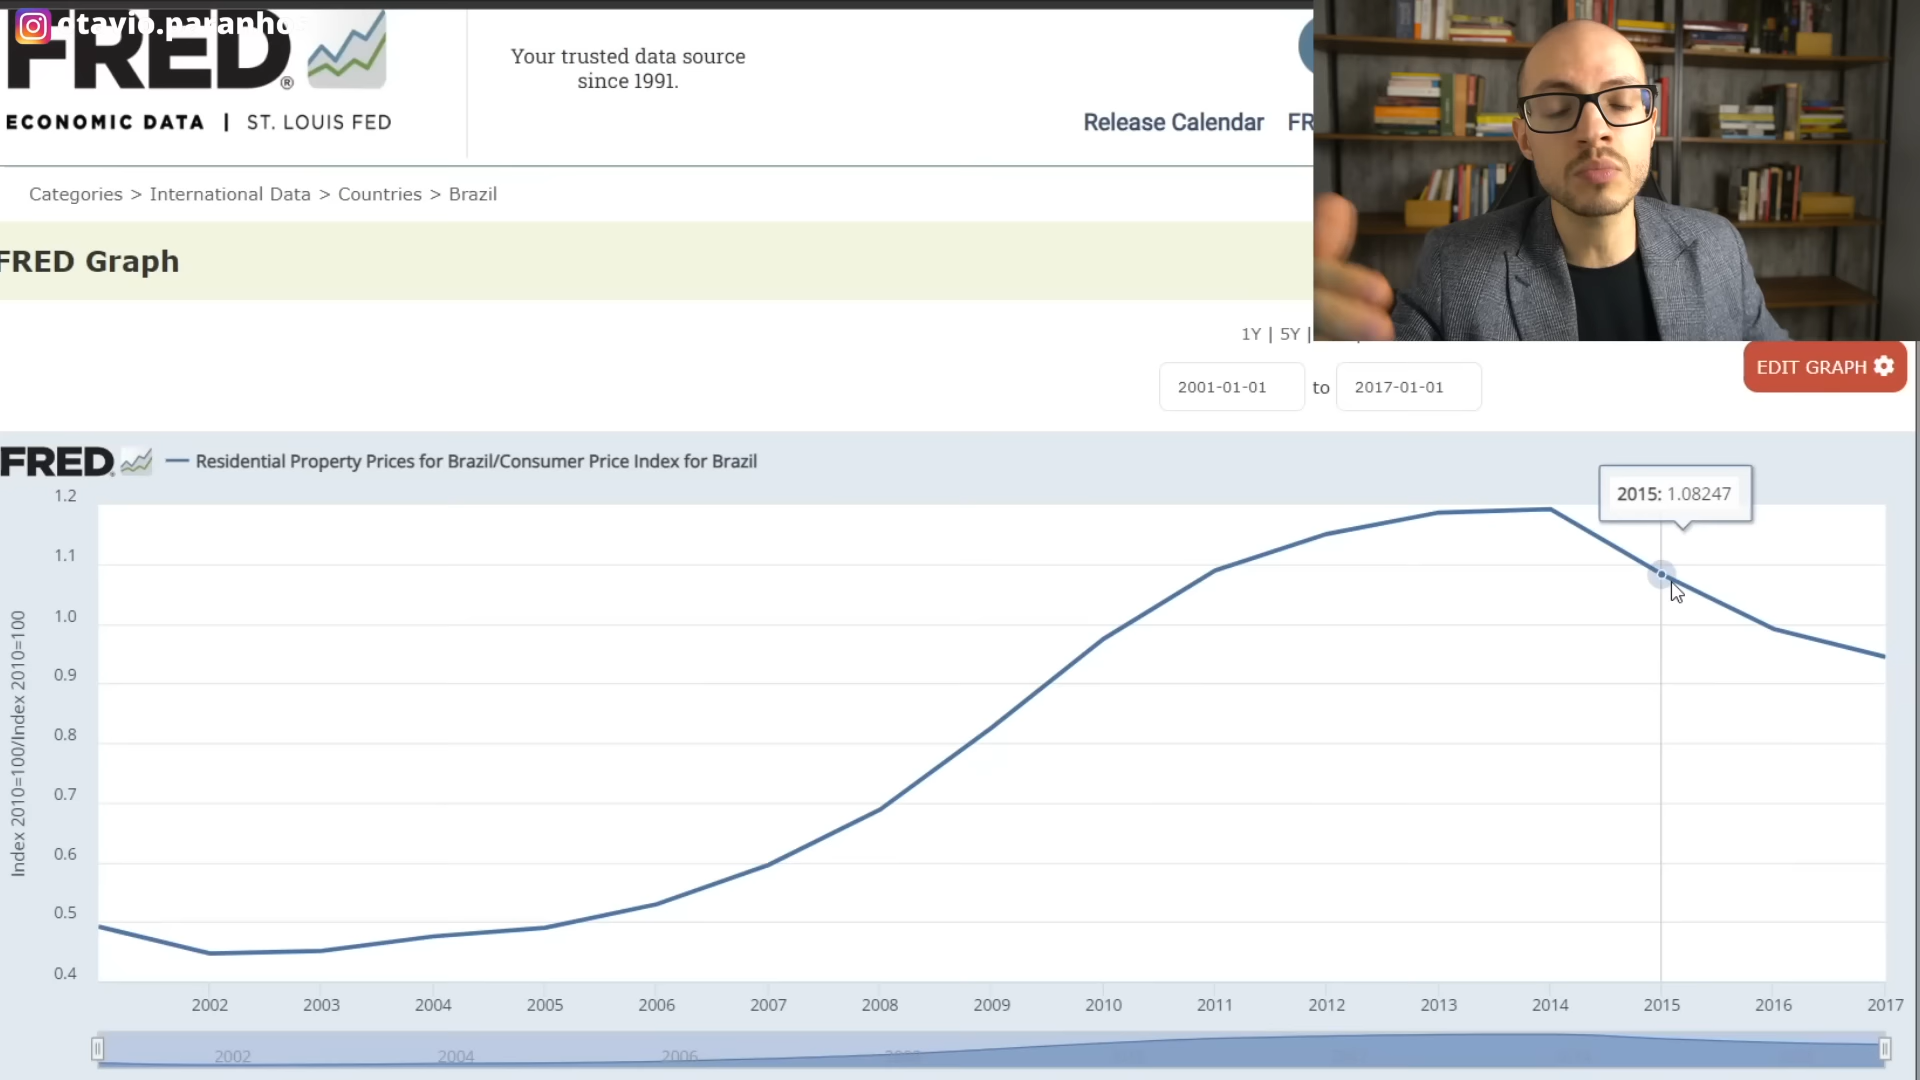 otavio.paranhos
FRED®
ECONOMIC DATA | ST. LOUIS FED
Your trusted data source
since 1991.
Release Calendar
FR
Categories > International Data > Countries > Brazil
FRED Graph
1Y | 5Y |
2001-01-01 to 2017-01-01
EDIT GRAPH
FRED
Residential Property Prices for Brazil/Consumer Price Index for Brazil
2015: 1.08247
Index 2010=100/Index 2010=100
1.2
1.1
1.0
0.9
0.8
0.7
0.6
0.5
0.4
2002 2003 2004 2005 2006 2007 2008 2009 2010 2011 2012 2013 2014 2015 2016 2017
2002 2004 2006